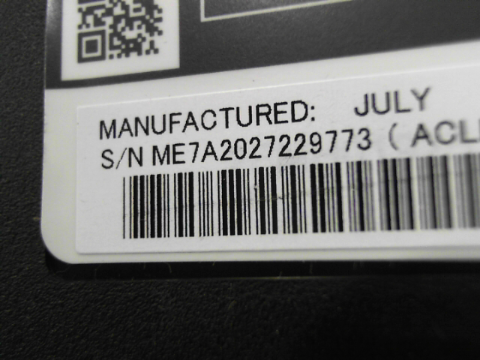 MANUFACTURED: JULY
S/N ME7A2027229773 ( ACL